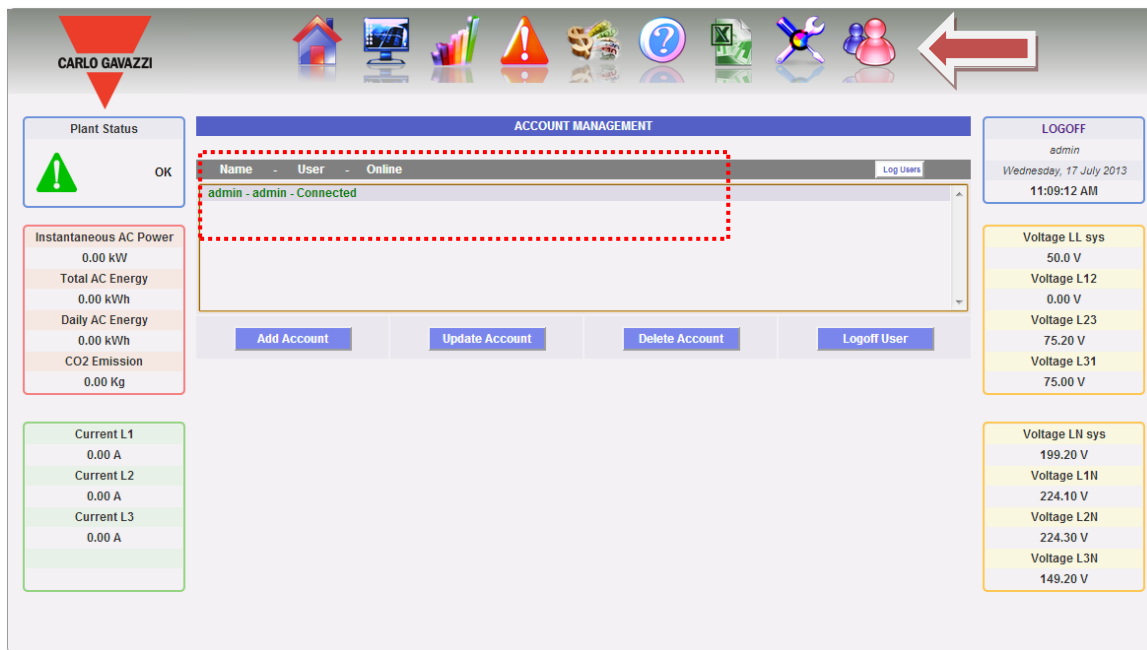 CARLO GAVAZZI
Plant Status
OK
Instantaneous AC Power
0.00 kW
Total AC Energy
0.00 kWh
Daily AC Energy
0.00 kWh
CO2 Emission
0.00 Kg
Current L1
0.00 A
Current L2
0.00 A
Current L3
0.00 A
ACCOUNT MANAGEMENT
Name - User - Online
Log Users
admin - admin - Connected
Add Account
Update Account
Delete Account
Logoff User
LOGOFF
admin
Wednesday, 17 July 2013
11:09:12 AM
Voltage LL sys
50.0 V
Voltage L12
0.00 V
Voltage L23
75.20 V
Voltage L31
75.00 V
Voltage LN sys
199.20 V
Voltage L1N
224.10 V
Voltage L2N
224.30 V
Voltage L3N
149.20 V